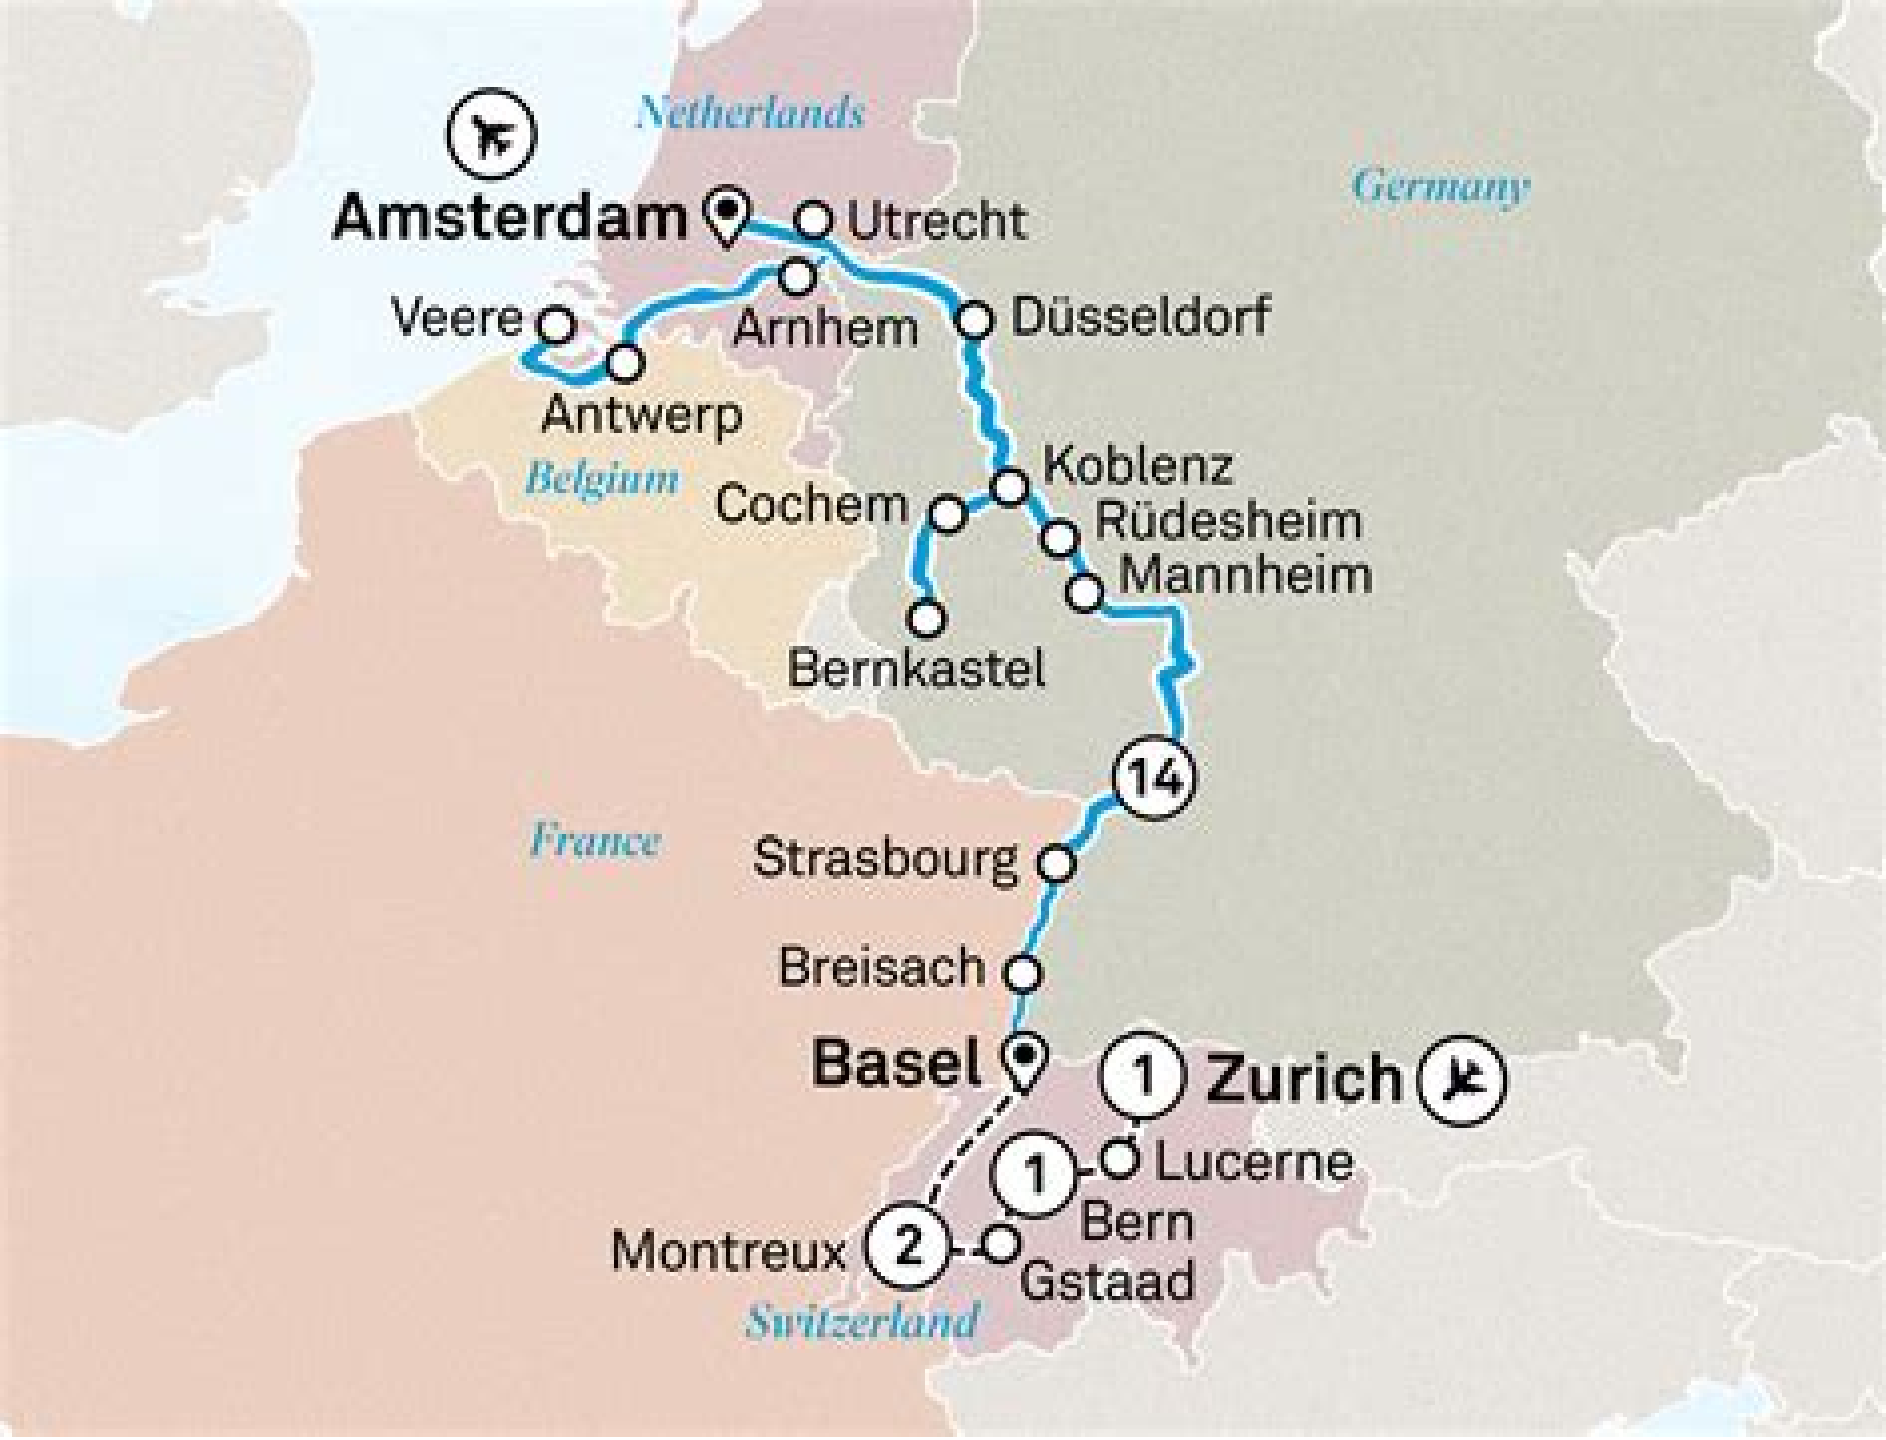 Netherlands
Germany
Amsterdam
Utrecht
Veere
Arnhem
Düsseldorf
Antwerp
Belgium
Koblenz
Cochem
Rüdesheim
Mannheim
Bernkastel
14
France
Strasbourg
Breisach
Basel
1
Zurich
1
Lucerne
Bern
Montreux
2
Gstaad
Switzerland